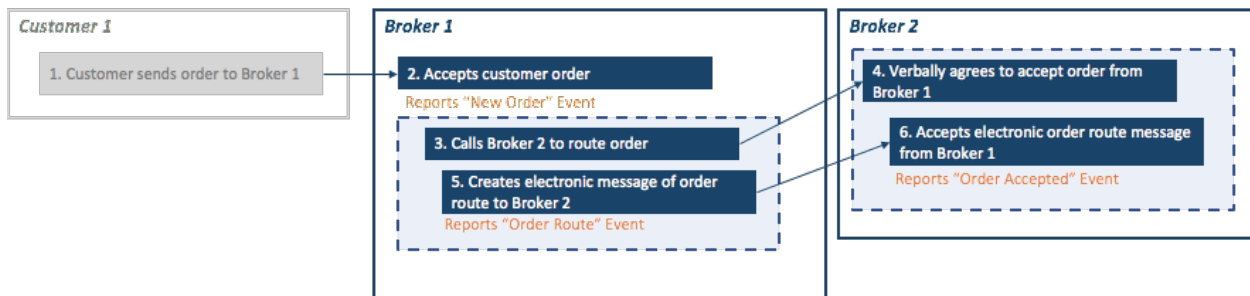 Customer 1
1. Customer sends order to Broker 1
Broker 1
2. Accepts customer order
Reports “New Order” Event
3. Calls Broker 2 to route order
5. Creates electronic message of order
route to Broker 2
Reports “Order Route” Event
Broker 2
4. Verbally agrees to accept order from
Broker 1
6. Accepts electronic order route message
from Broker 1
Reports “Order Accepted” Event